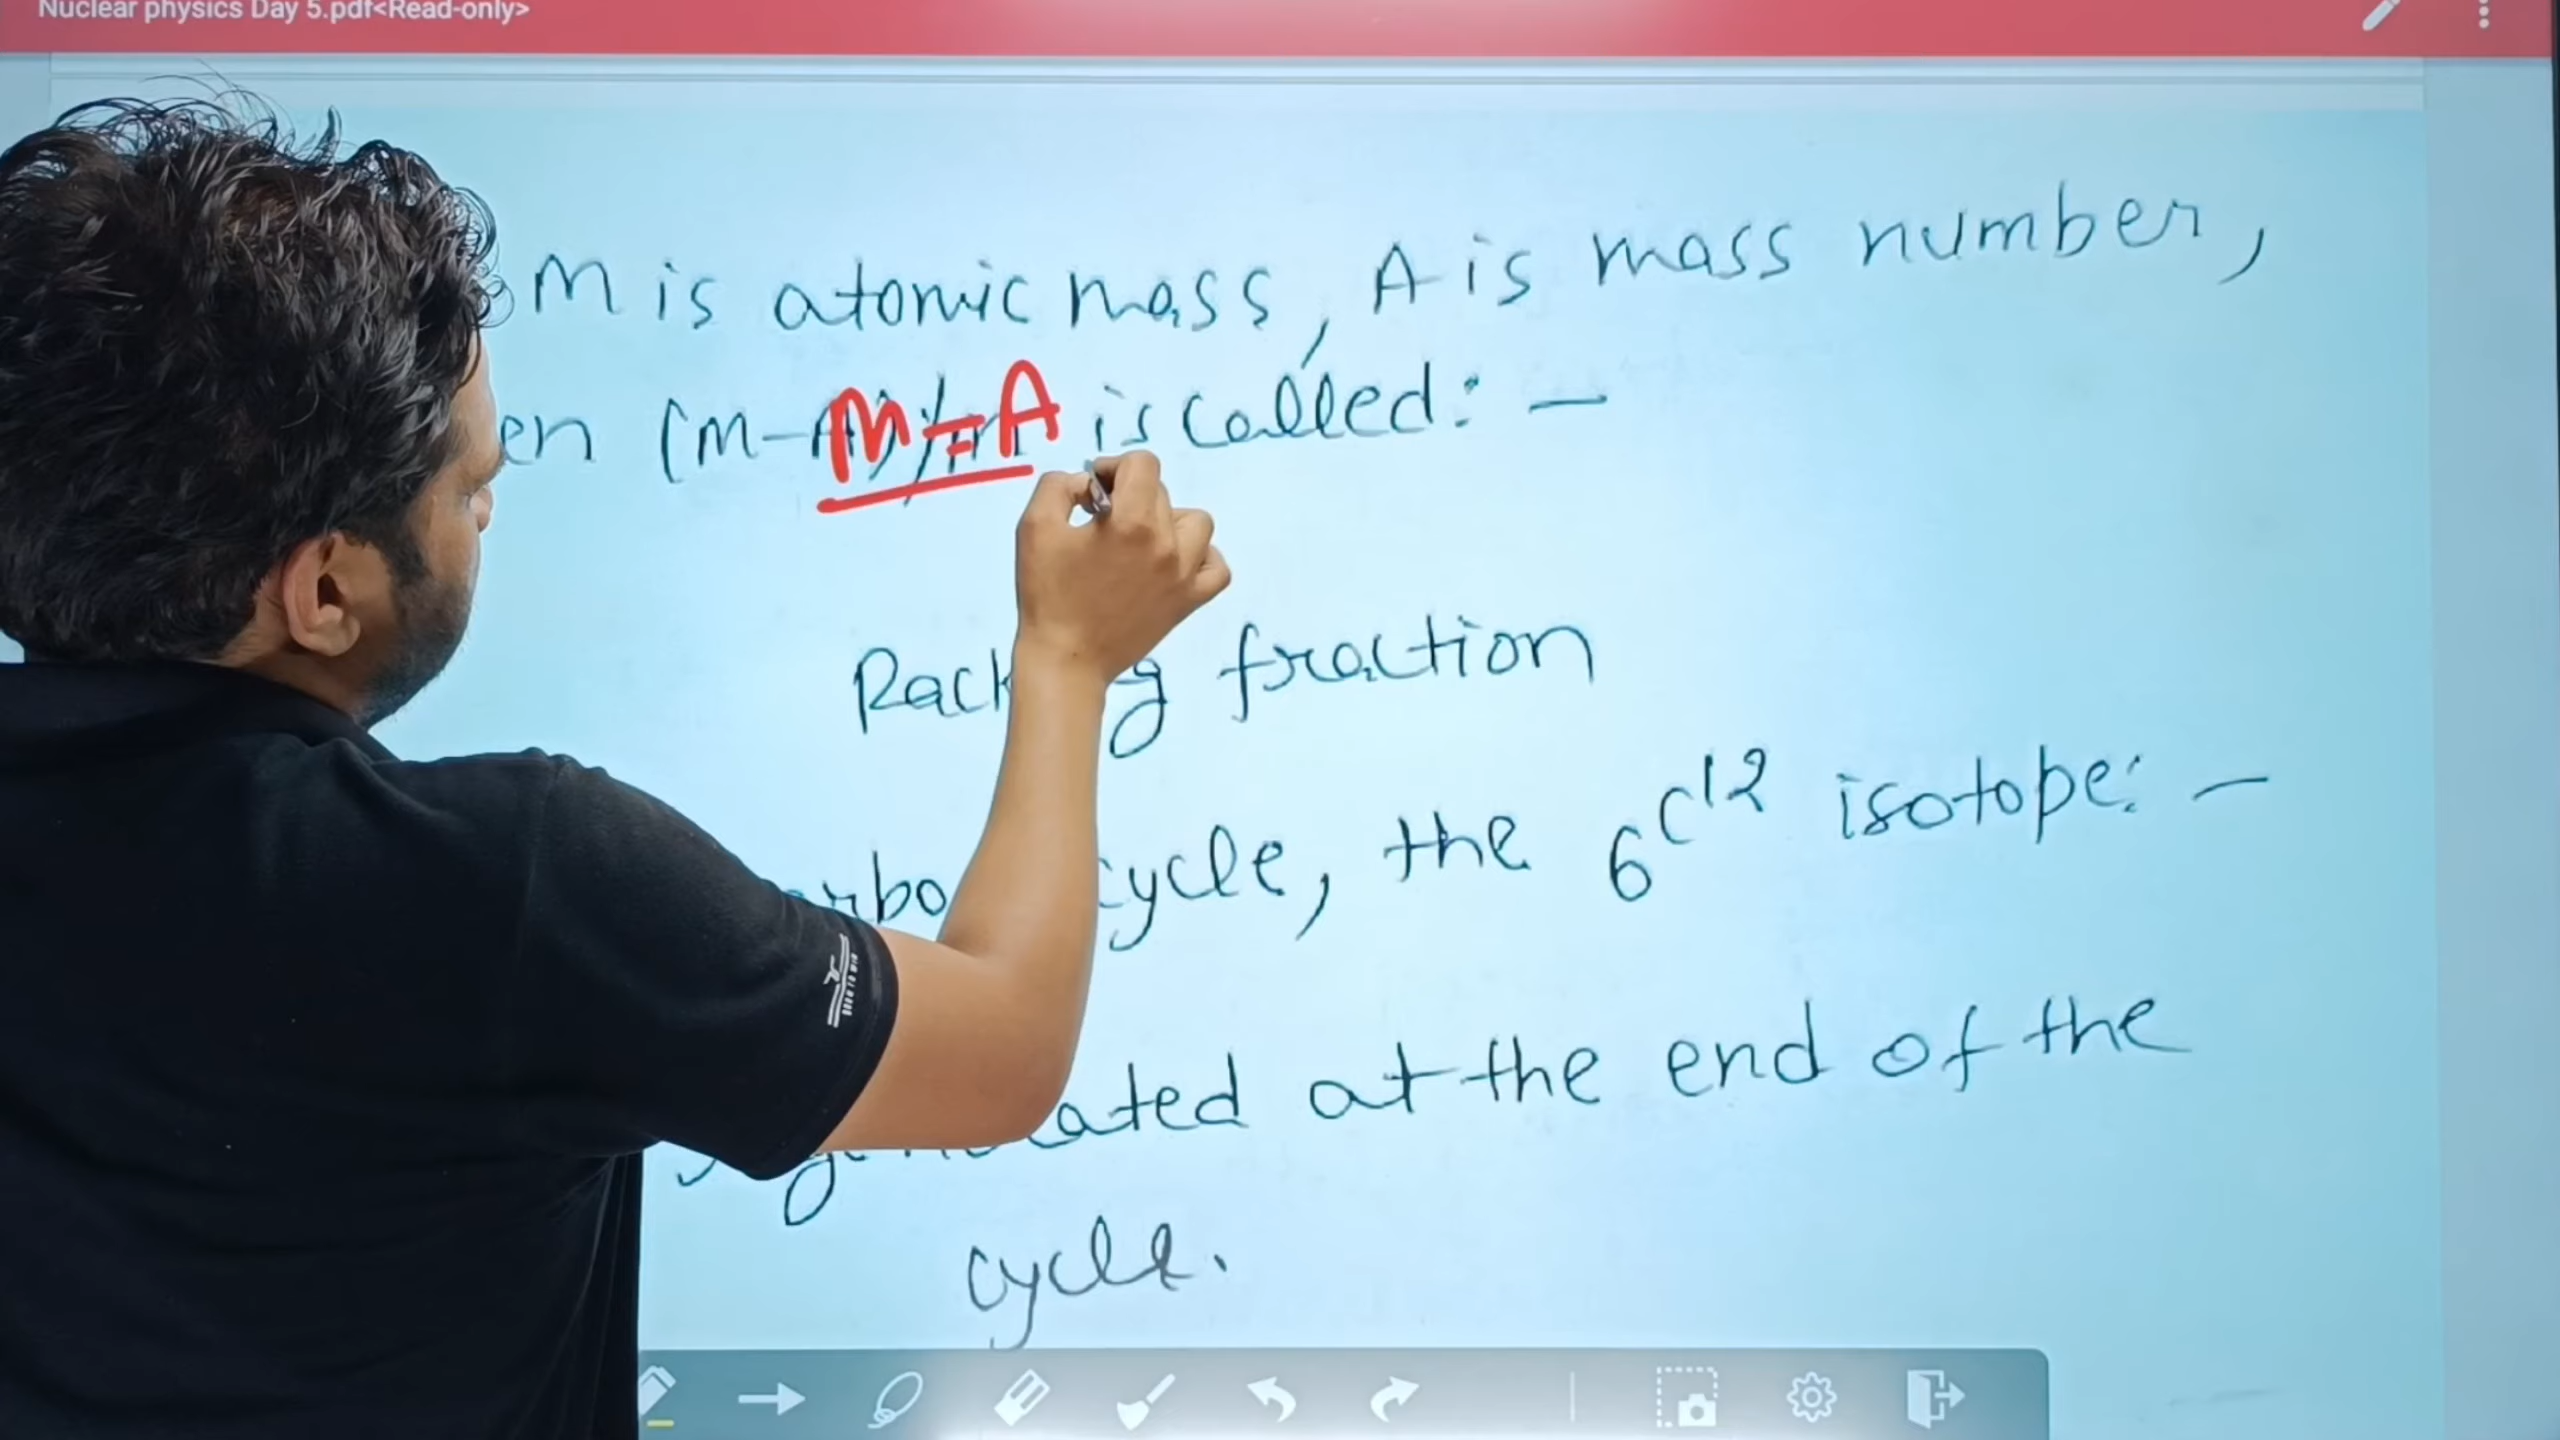 Nuclear physics Day 5.pdf<Read-only>
M is atomic mass, A is mass number,
en (M-A)/ is called: -
M-A
fraction
cycle, the 6C12 isotope: -
ated at the end of the
cycle.